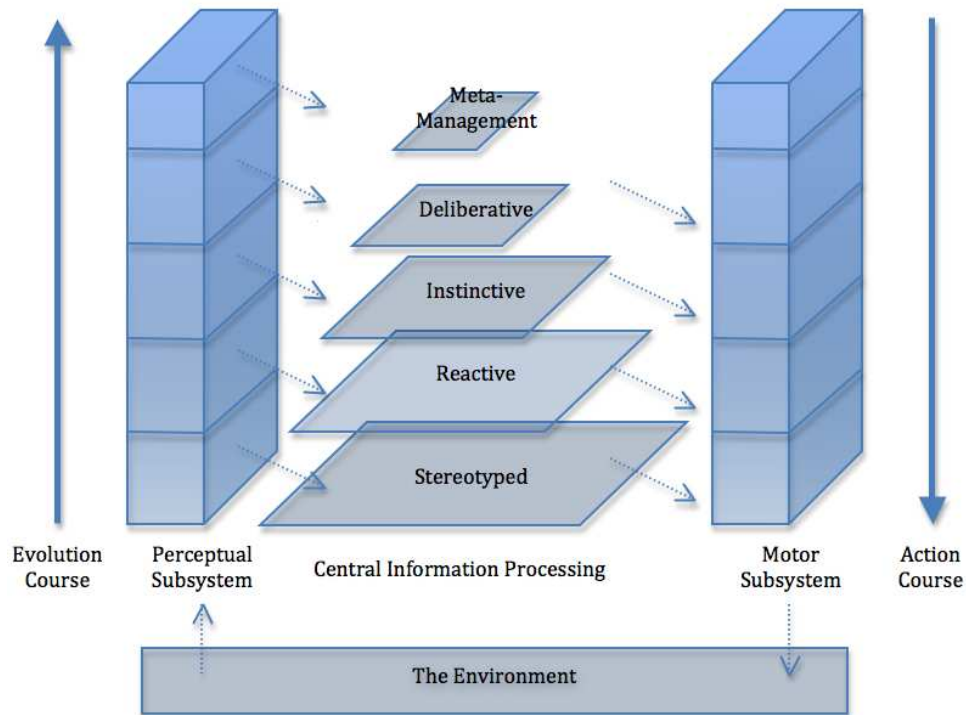 Meta-
Management
Deliberative
Instinctive
Reactive
Stereotyped
Evolution
Course
Perceptual
Subsystem
Central Information Processing
Motor
Subsystem
Action
Course
The Environment